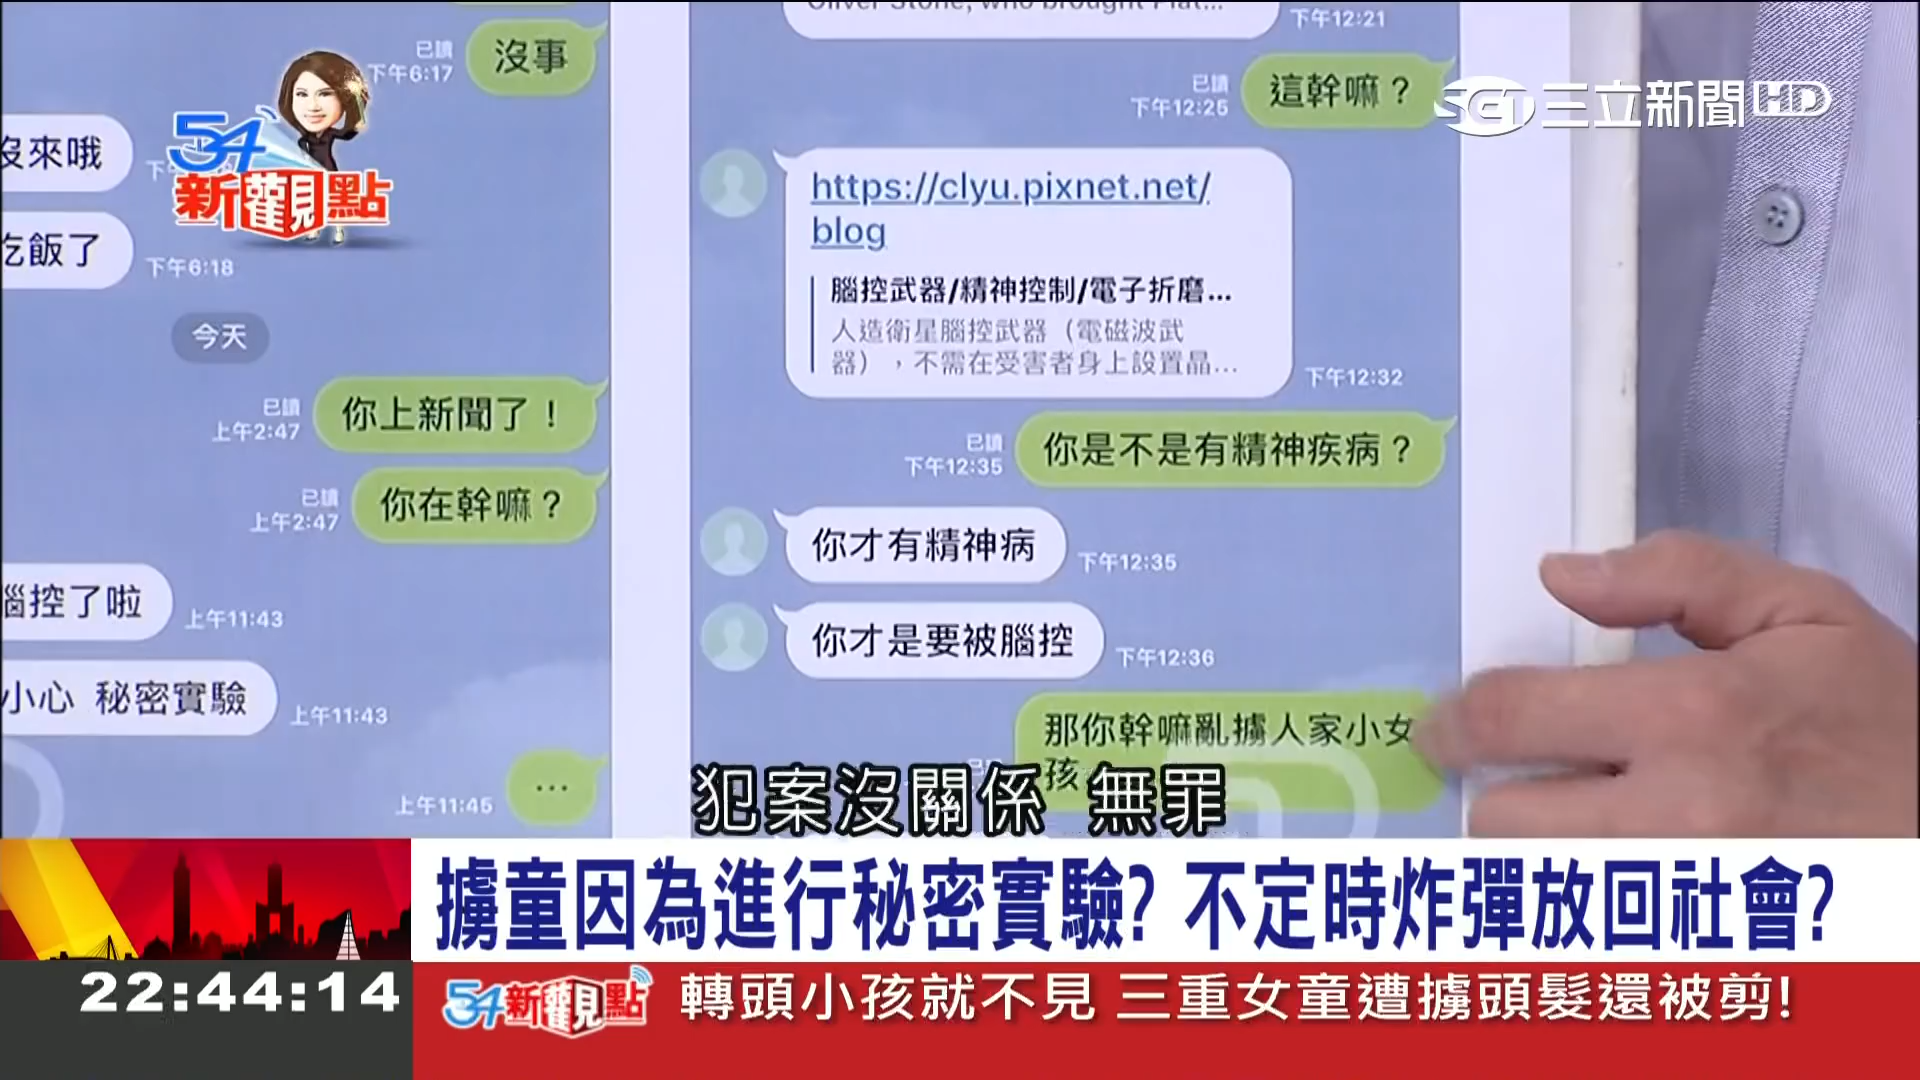 已讀
下午6:17
沒事
沒來哦
吃飯了
下午6:18
今天
已讀
上午2:47
你上新聞了！
已讀
上午2:47
你在幹嘛？
腦控了啦
上午11:43
小心 秘密實驗
上午11:43
上午11:45
...
Oliver Stone, who brought Plat...
下午12:21
已讀
下午12:25
這幹嘛？
https://clyu.pixnet.net/
blog
腦控武器/精神控制/電子折磨...
人造衛星腦控武器（電磁波武
器），不需在受害者身上設置晶...
下午12:32
已讀
下午12:35
你是不是有精神疾病？
你才有精神病
下午12:35
你才是要被腦控
下午12:36
那你幹嘛亂擄人家小女
孩
54新觀點
SET三立新聞HD
犯案沒關係 無罪
擄童因為進行秘密實驗? 不定時炸彈放回社會?
22:44:14
54新觀點
轉頭小孩就不見 三重女童遭擄頭髮還被剪!